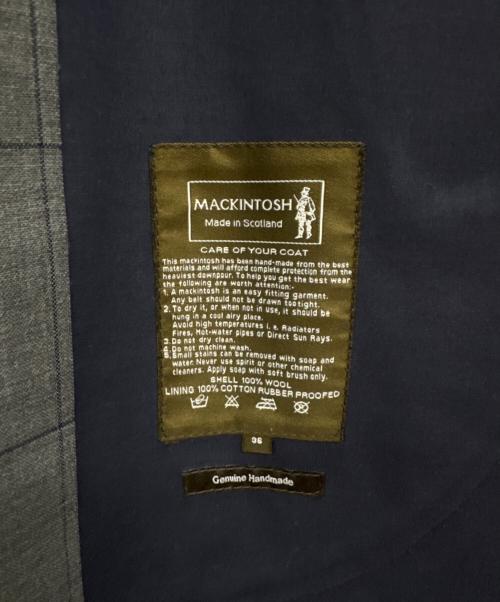 MACKINTOSH
Made in Scotland
CARE OF YOUR COAT
This mackintosh has been hand-made from the best
materials and will afford complete protection from the
heaviest downpour. To help you get the best wear
the following are worth attention:-
1. A mackintosh is an easy fitting garment.
Any belt should not be drawn too tight.
2. To dry it, or when not in use, it should be
hung in a cool airy place.
Avoid high temperatures i. e. Radiators
Fires, Hot-water pipes or Direct Sun Rays.
3. Do not dry clean.
4. Do not machine wash.
5. Small stains can be removed with soap and
water. Never use spirit or other chemical
cleaners. Apply soap with soft brush only.
SHELL 100% WOOL
LINING 100% COTTON RUBBER PROOFED
36
Genuine Handmade